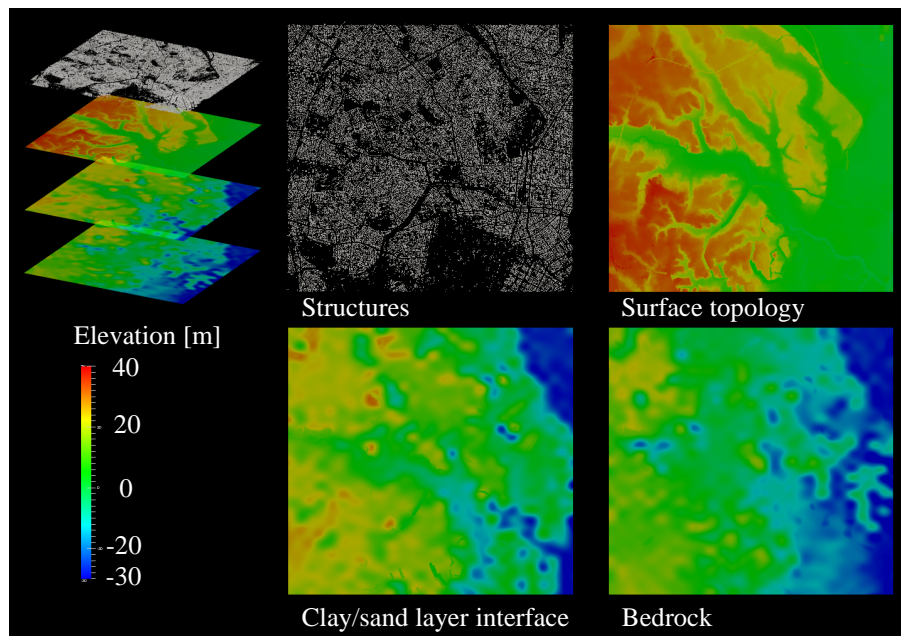 Structures
Surface topology
Elevation [m]
40
20
0
-20
-30
Clay/sand layer interface
Bedrock